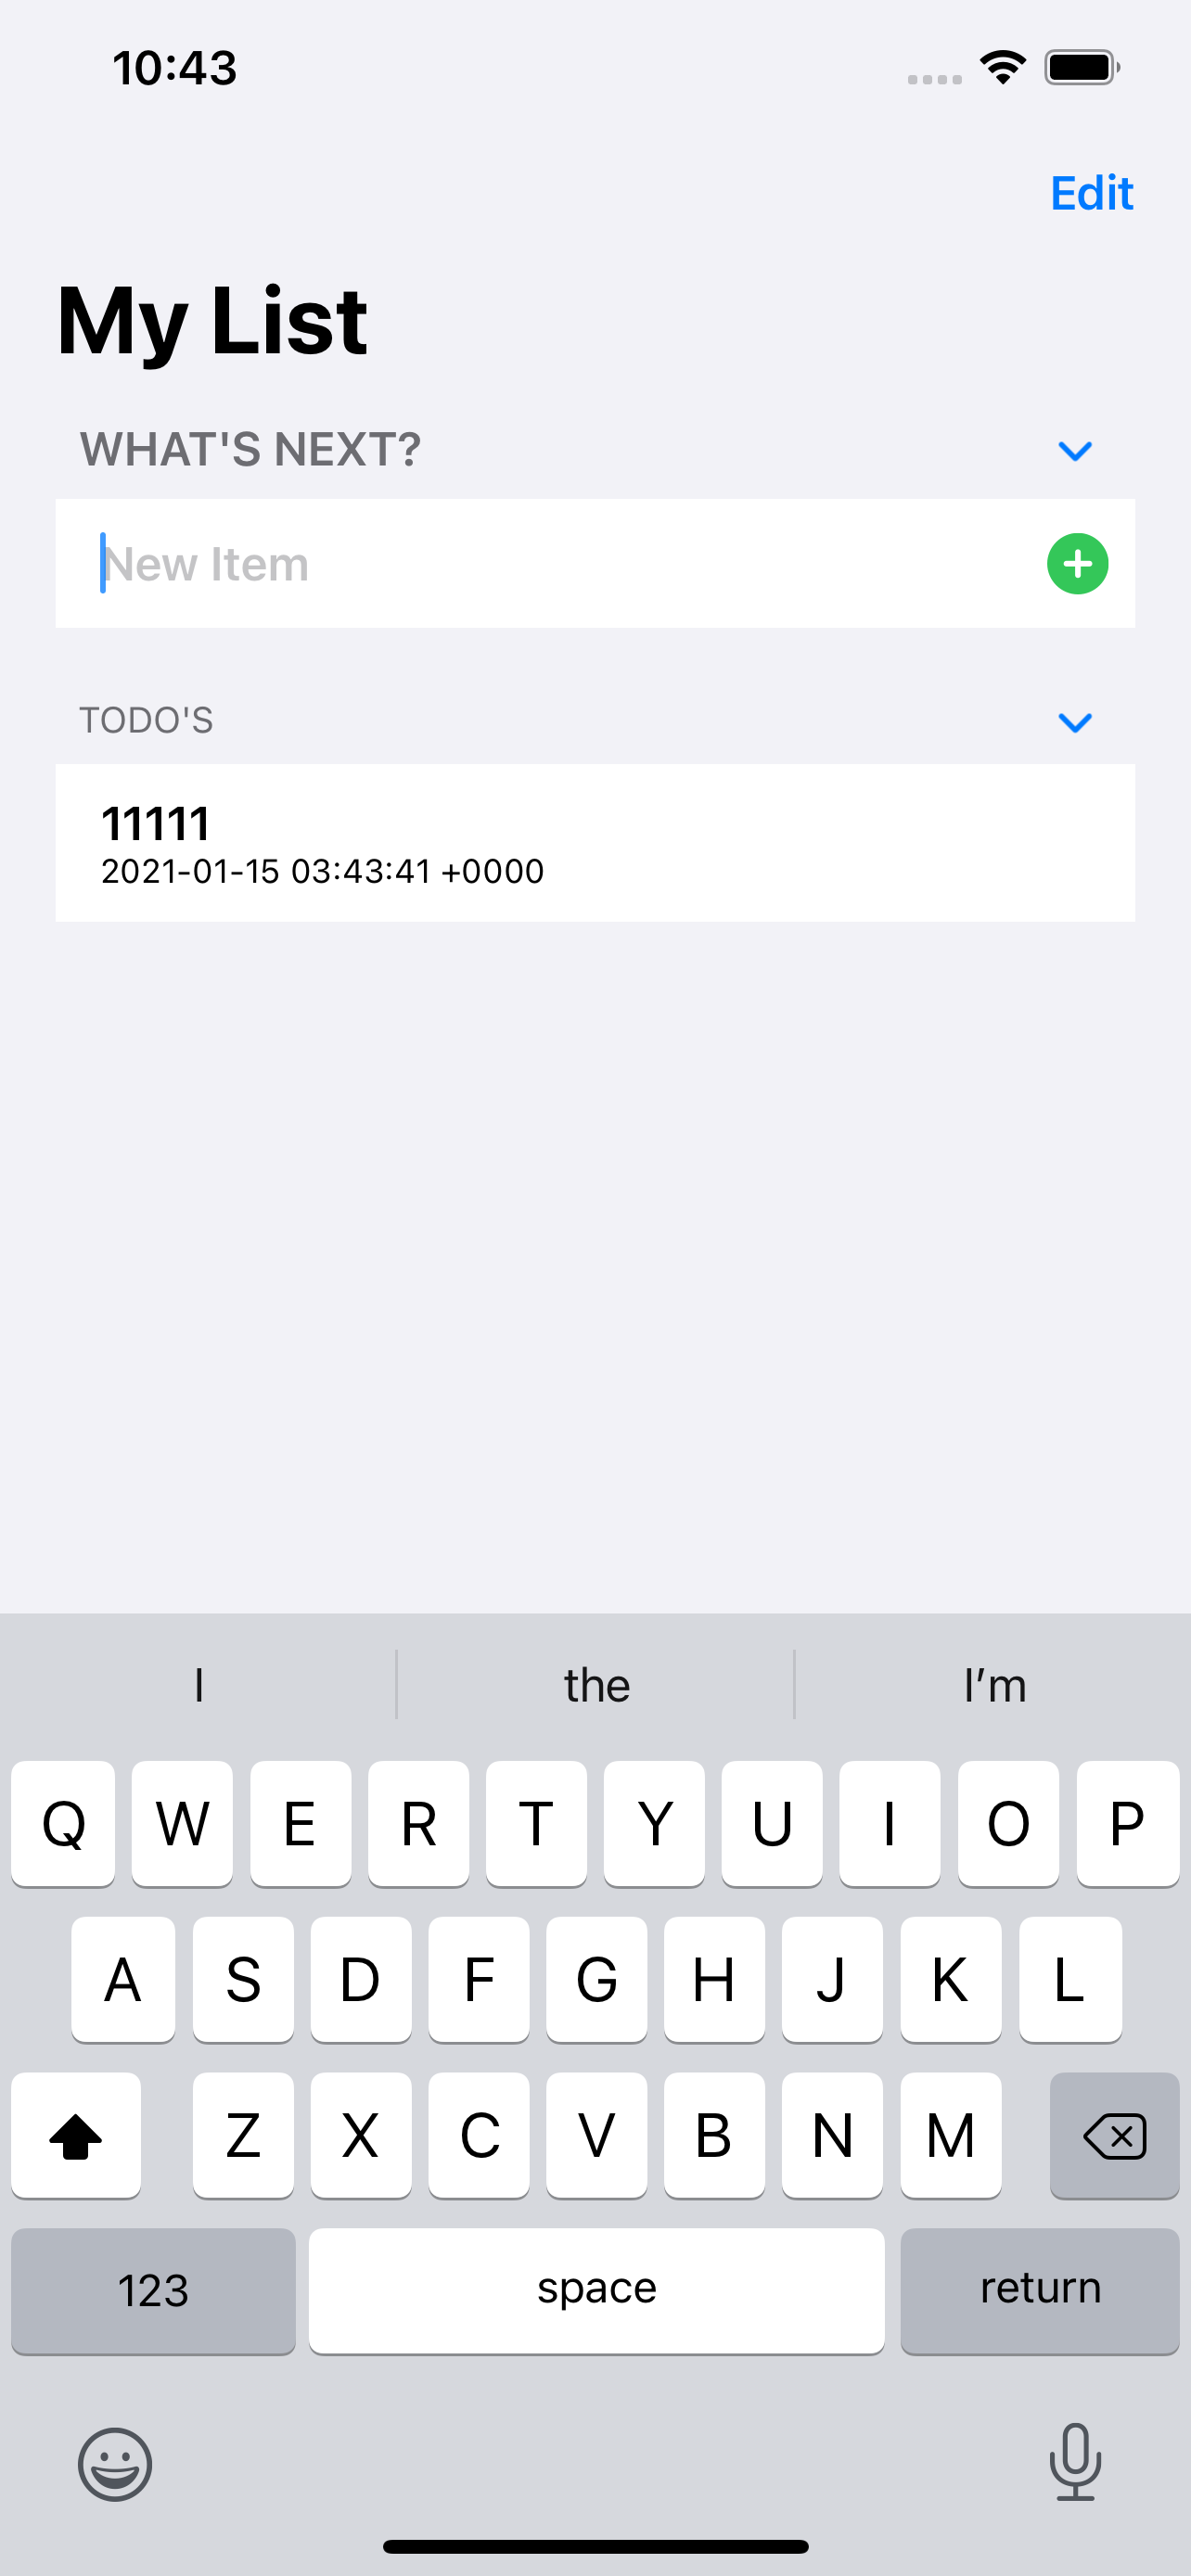 10:43
Edit
My List
WHAT'S NEXT?
New Item
TODO'S
11111
2021-01-15 03:43:41 +0000
I the I’m
Q W E R T Y U I O P
A S D F G H J K L
Z X C V B N M
123 space return